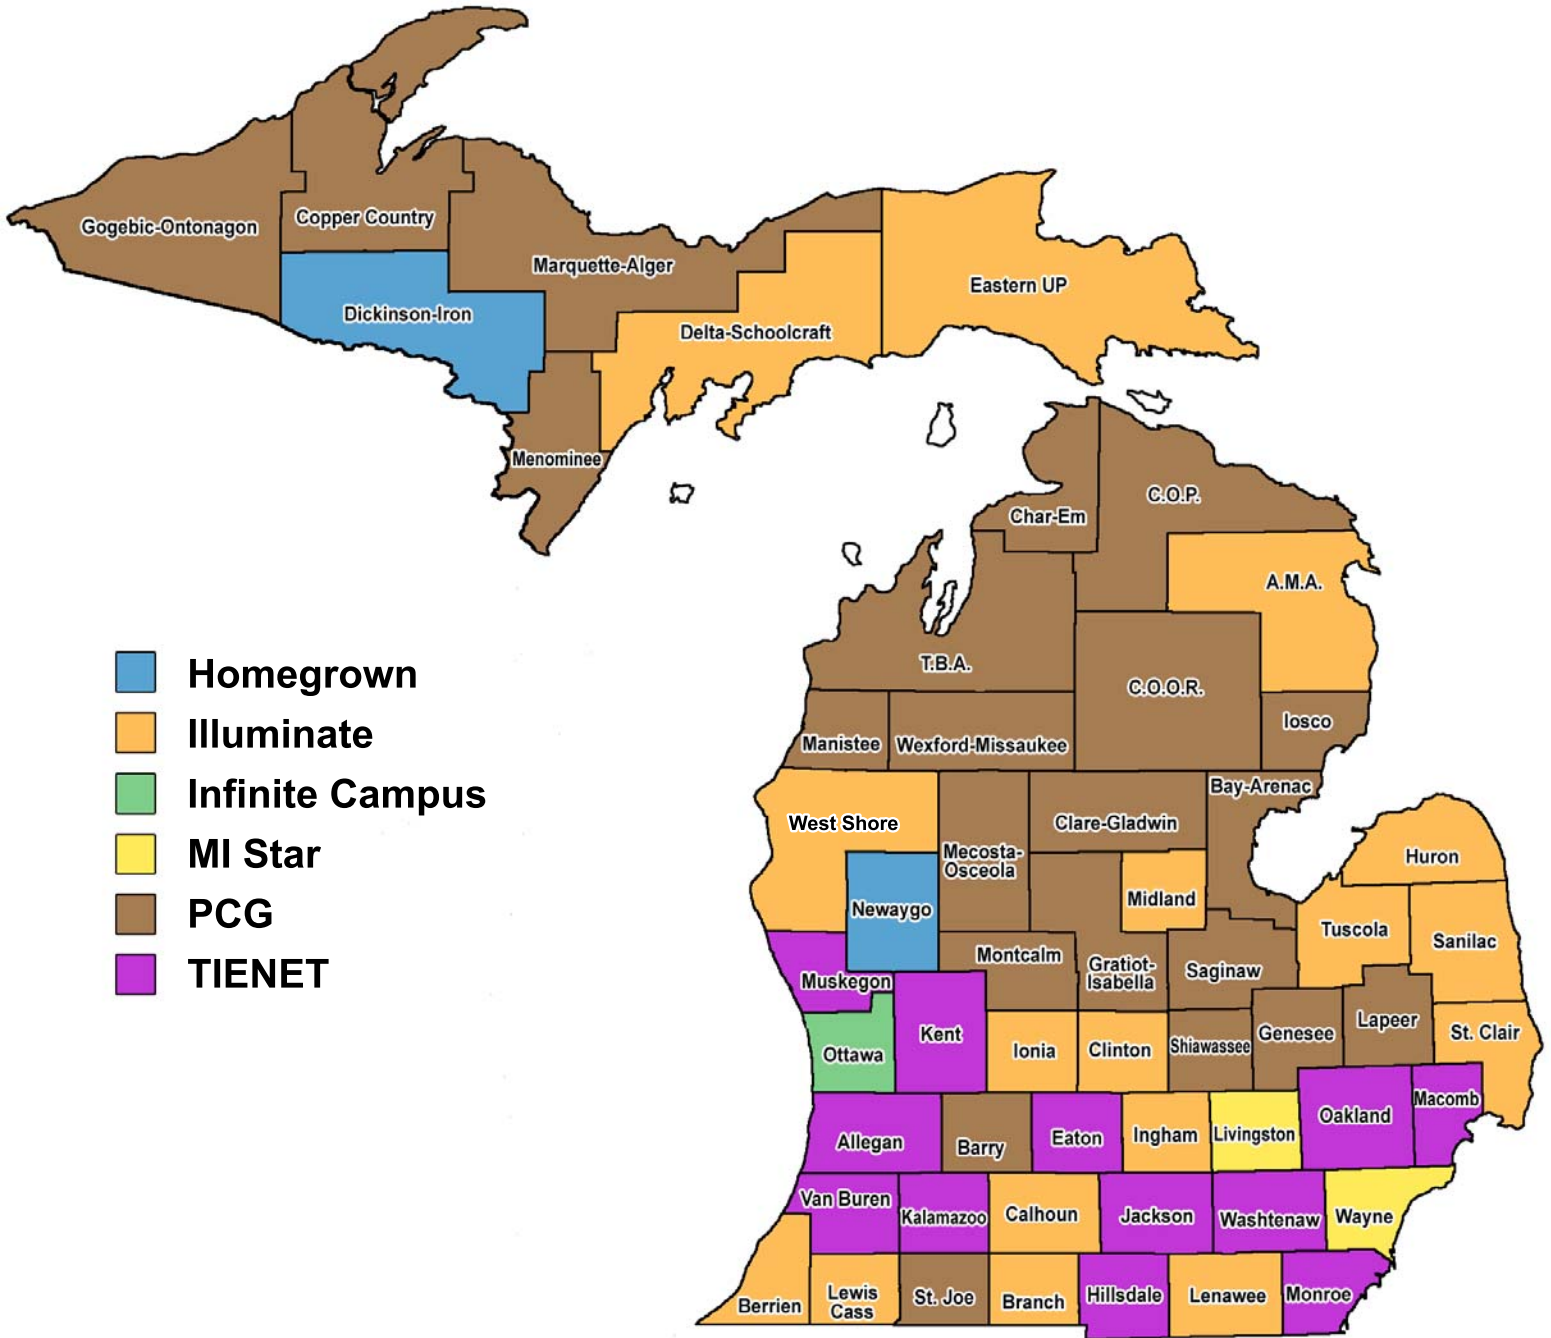 Gogebic-Ontonagon
Copper Country
Marquette-Alger
Dickinson-Iron
Eastern UP
Delta-Schoolcraft
Menominee
C.O.P.
Char-Em
A.M.A.
T.B.A.
C.O.O.R.
Iosco
Manistee
Wexford-Missaukee
Homegrown
Illuminate
Infinite Campus
MI Star
PCG
TIENET
Bay-Arenac
West Shore
Clare-Gladwin
Mecosta-
Osceola
Huron
Midland
Newaygo
Tuscola
Sanilac
Montcalm
Gratiot-
Isabella
Saginaw
Muskegon
Kent
Lapeer
Genesee
St. Clair
Ottawa
Ionia
Clinton
Shiawassee
Macomb
Oakland
Allegan
Barry
Eaton
Ingham
Livingston
Van Buren
Kalamazoo
Calhoun
Jackson
Washtenaw
Wayne
Berrien
Lewis
Cass
St. Joe
Branch
Hillsdale
Lenawee
Monroe